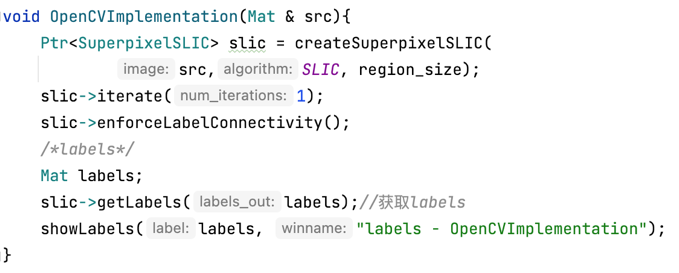 void OpenCVImplementation(Mat & src){
Ptr<SuperpixelSLIC> slic = createSuperpixelSLIC(
image: src, algorithm: SLIC, region_size);
slic->iterate( num_iterations: 1);
slic->enforceLabelConnectivity();
/*labels*/
Mat labels;
slic->getLabels( labels_out: labels);//获取labels
showLabels( label: labels, winname: "labels - OpenCVImplementation");
}